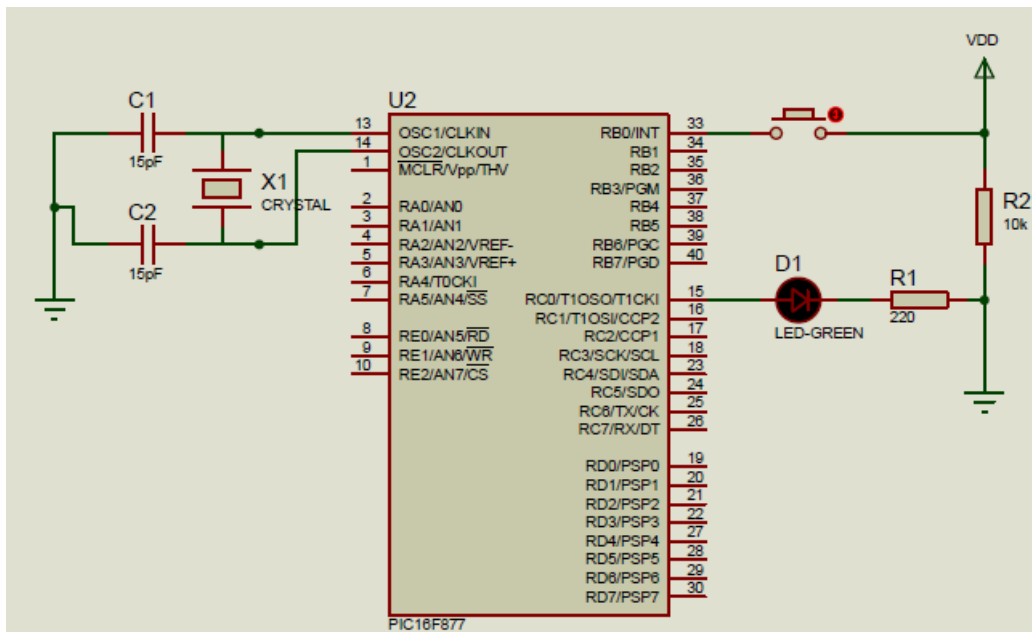 VDD
C1
15pF
C2
15pF
X1
CRYSTAL
U2
13 OSC1/CLKIN
14 OSC2/CLKOUT
1 MCLR/Vpp/THV
2 RA0/AN0
3 RA1/AN1
4 RA2/AN2/VREF-
5 RA3/AN3/VREF+
6 RA4/T0CKI
7 RA5/AN4/SS
8 RE0/AN5/RD
9 RE1/AN6/WR
10 RE2/AN7/CS
RB0/INT 33
RB1 34
RB2 35
RB3/PGM 36
RB4 37
RB5 38
RB6/PGC 39
RB7/PGD 40
RC0/T1OSO/T1CKI 15
RC1/T1OSI/CCP2 16
RC2/CCP1 17
RC3/SCK/SCL 18
RC4/SDI/SDA 23
RC5/SDO 24
RC6/TX/CK 25
RC7/RX/DT 26
RD0/PSP0 19
RD1/PSP1 20
RD2/PSP2 21
RD3/PSP3 22
RD4/PSP4 27
RD5/PSP5 28
RD6/PSP6 29
RD7/PSP7 30
PIC16F877
D1
LED-GREEN
R1
220
R2
10k